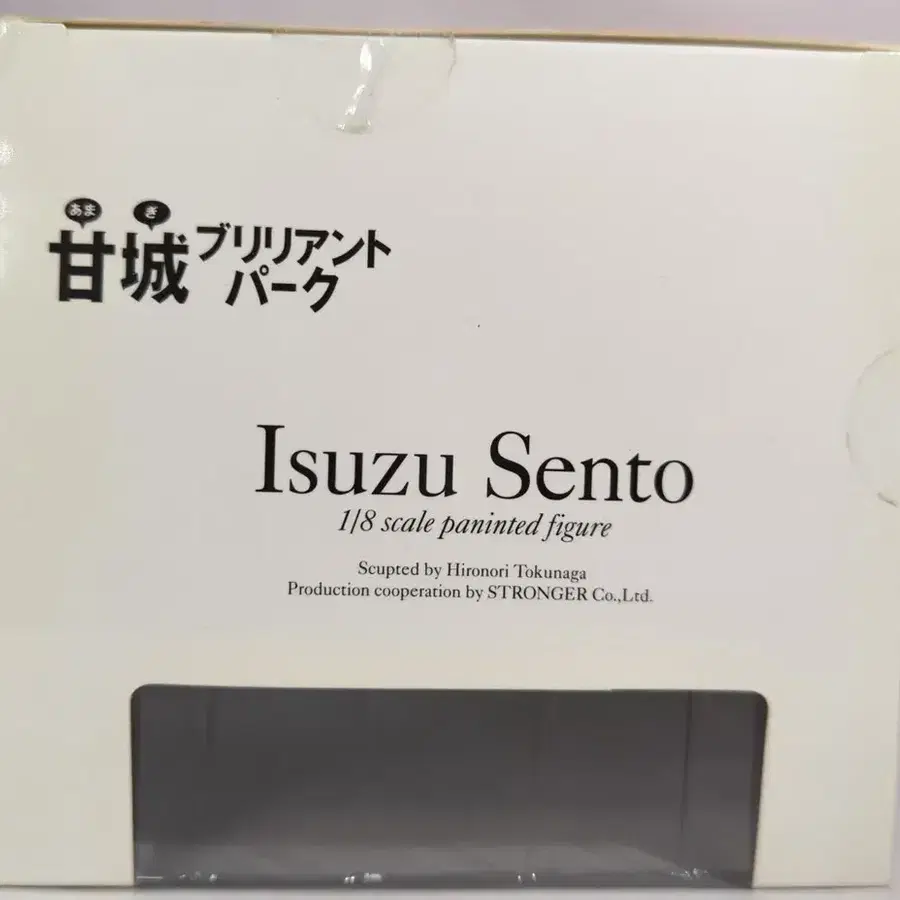 あま ぎ
甘城ブリリアント
パーク
Isuzu Sento
1/8 scale paninted figure
Scupted by Hironori Tokunaga
Production cooperation by STRONGER Co.,Ltd.